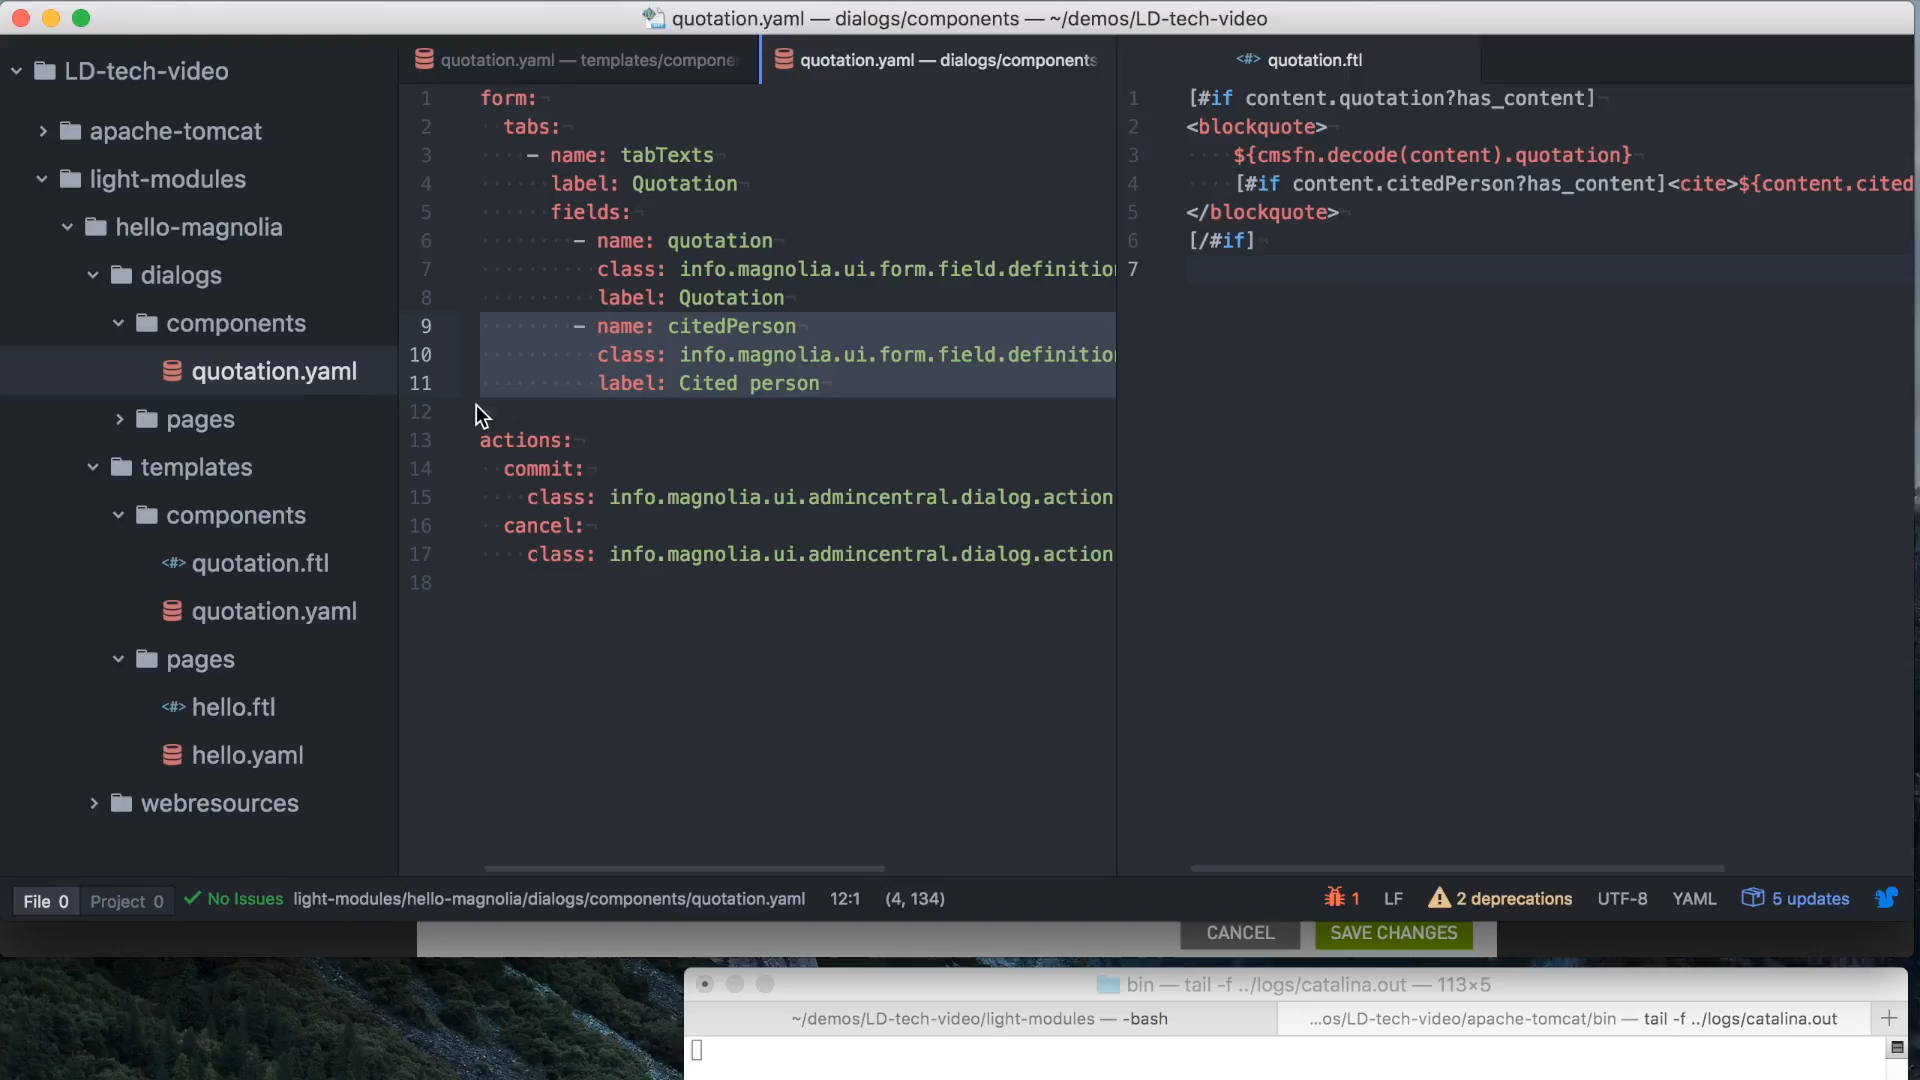 quotation.yaml — dialogs/components — ~/demos/LD-tech-video
LD-tech-video
apache-tomcat
light-modules
hello-magnolia
dialogs
components
quotation.yaml
pages
templates
components
quotation.ftl
quotation.yaml
pages
hello.ftl
hello.yaml
webresources
quotation.yaml — templates/compone
quotation.yaml — dialogs/components
1 form:
2 tabs:
3 - name: tabTexts
4 label: Quotation
5 fields:
6 - name: quotation
7 class: info.magnolia.ui.form.field.definitio
8 label: Quotation
9 - name: citedPerson
10 class: info.magnolia.ui.form.field.definitio
11 label: Cited person
12
13 actions:
14 commit:
15 class: info.magnolia.ui.admincentral.dialog.action
16 cancel:
17 class: info.magnolia.ui.admincentral.dialog.action
18
<#> quotation.ftl
1 [#if content.quotation?has_content]
2 <blockquote>
3 ${cmsfn.decode(content).quotation}
4 [#if content.citedPerson?has_content]<cite>${content.cited
5 </blockquote>
6 [/#if]
7
File 0 Project 0 No Issues light-modules/hello-magnolia/dialogs/components/quotation.yaml 12:1 (4, 134) 1 LF 2 deprecations UTF-8 YAML 5 updates
CANCEL SAVE CHANGES
bin — tail -f ../logs/catalina.out — 113×5
~/demos/LD-tech-video/light-modules — -bash
...os/LD-tech-video/apache-tomcat/bin — tail -f ../logs/catalina.out +